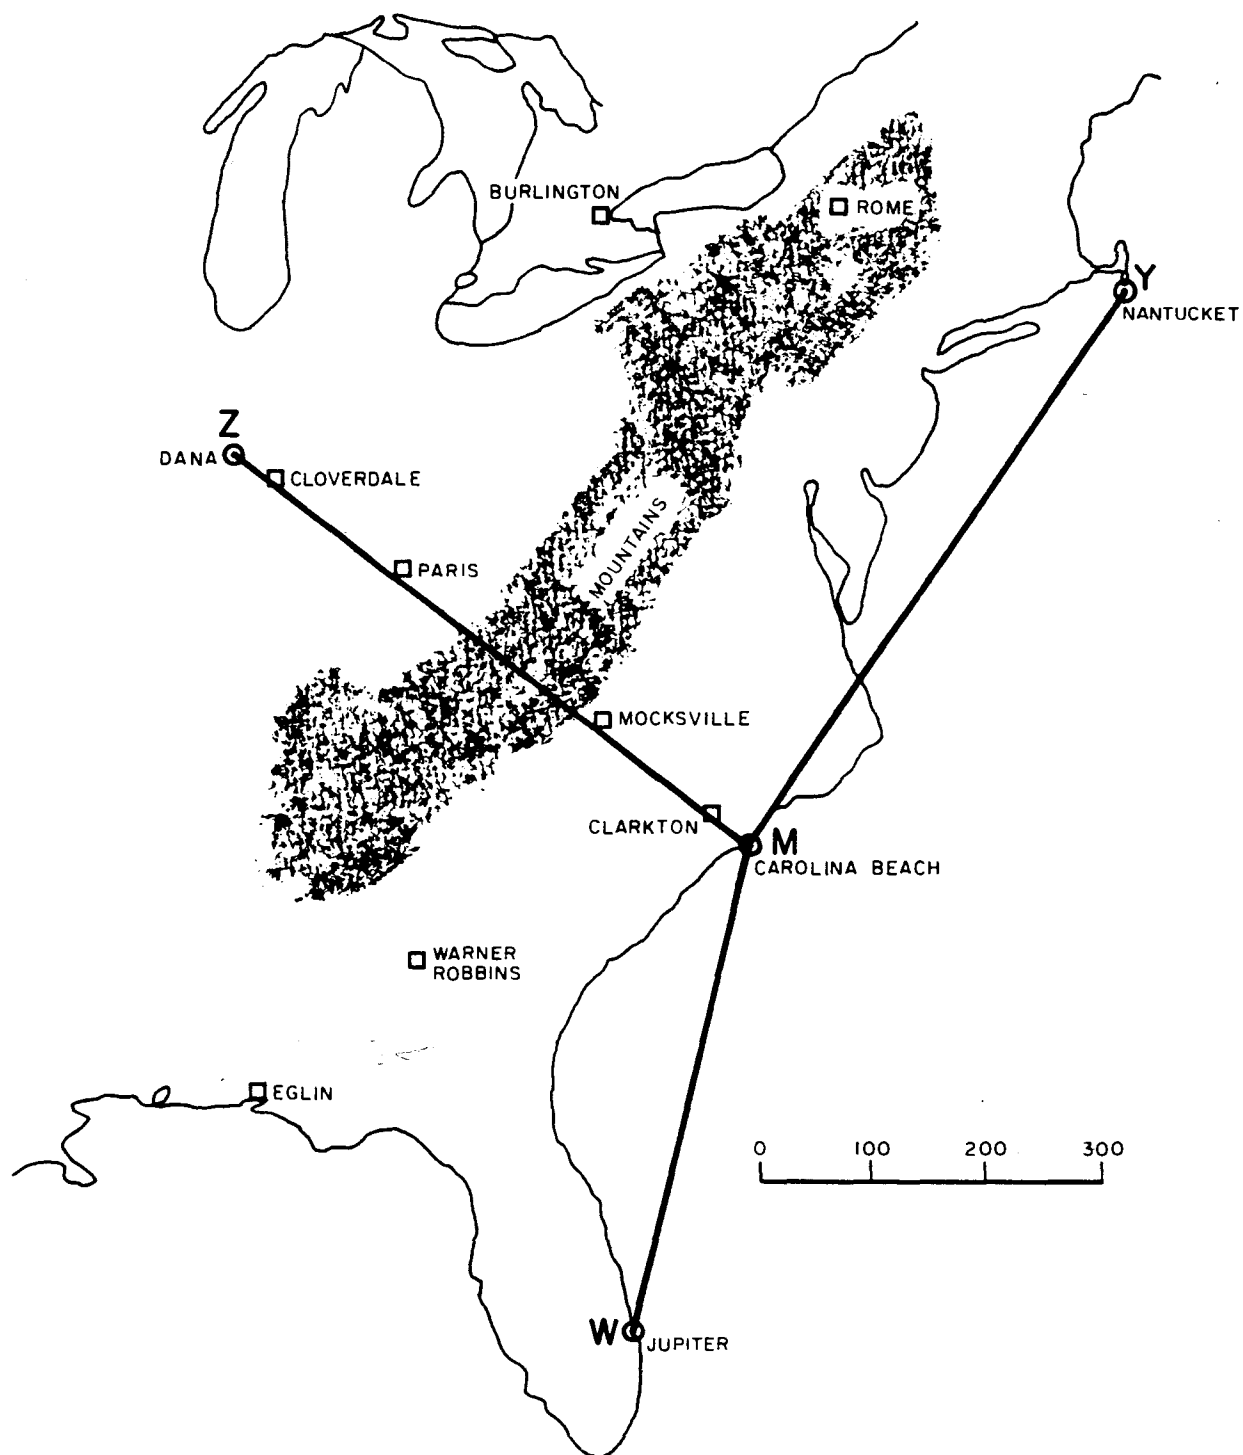 BURLINGTON
ROME
Y
NANTUCKET
Z
DANA
CLOVERDALE
MOUNTAINS
PARIS
MOCKSVILLE
CLARKTON
M
CAROLINA BEACH
WARNER
ROBBINS
EGLIN
0 100 200 300
W
JUPITER